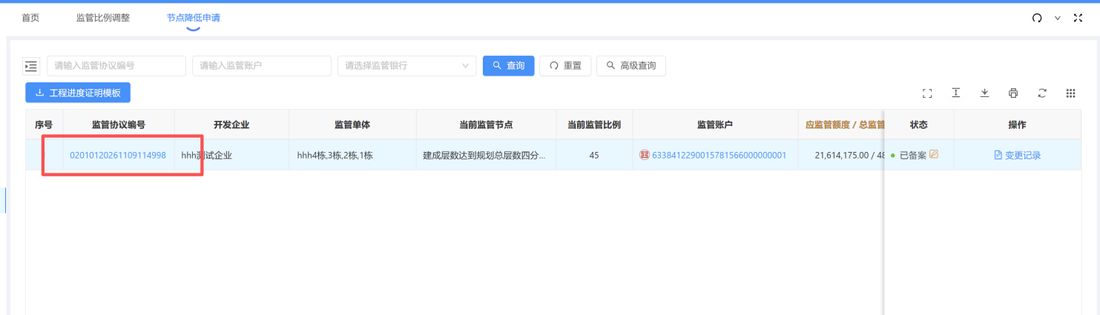 首页 监管比例调整 节点降低申请
请输入监管协议编号 请输入监管账户 请选择监管银行 查询 重置 高级查询
工程进度证明模板
序号 监管协议编号 开发企业 监管单体 当前监管节点 当前监管比例 监管账户 应监管额度 / 总监管 状态 操作
02010120261109114998 hhh测试企业 hhh4栋,3栋,2栋,1栋 建成层数达到规划总层数四分... 45 6338412290015781566000000001 21,614,175.00 / 48 已备案 变更记录